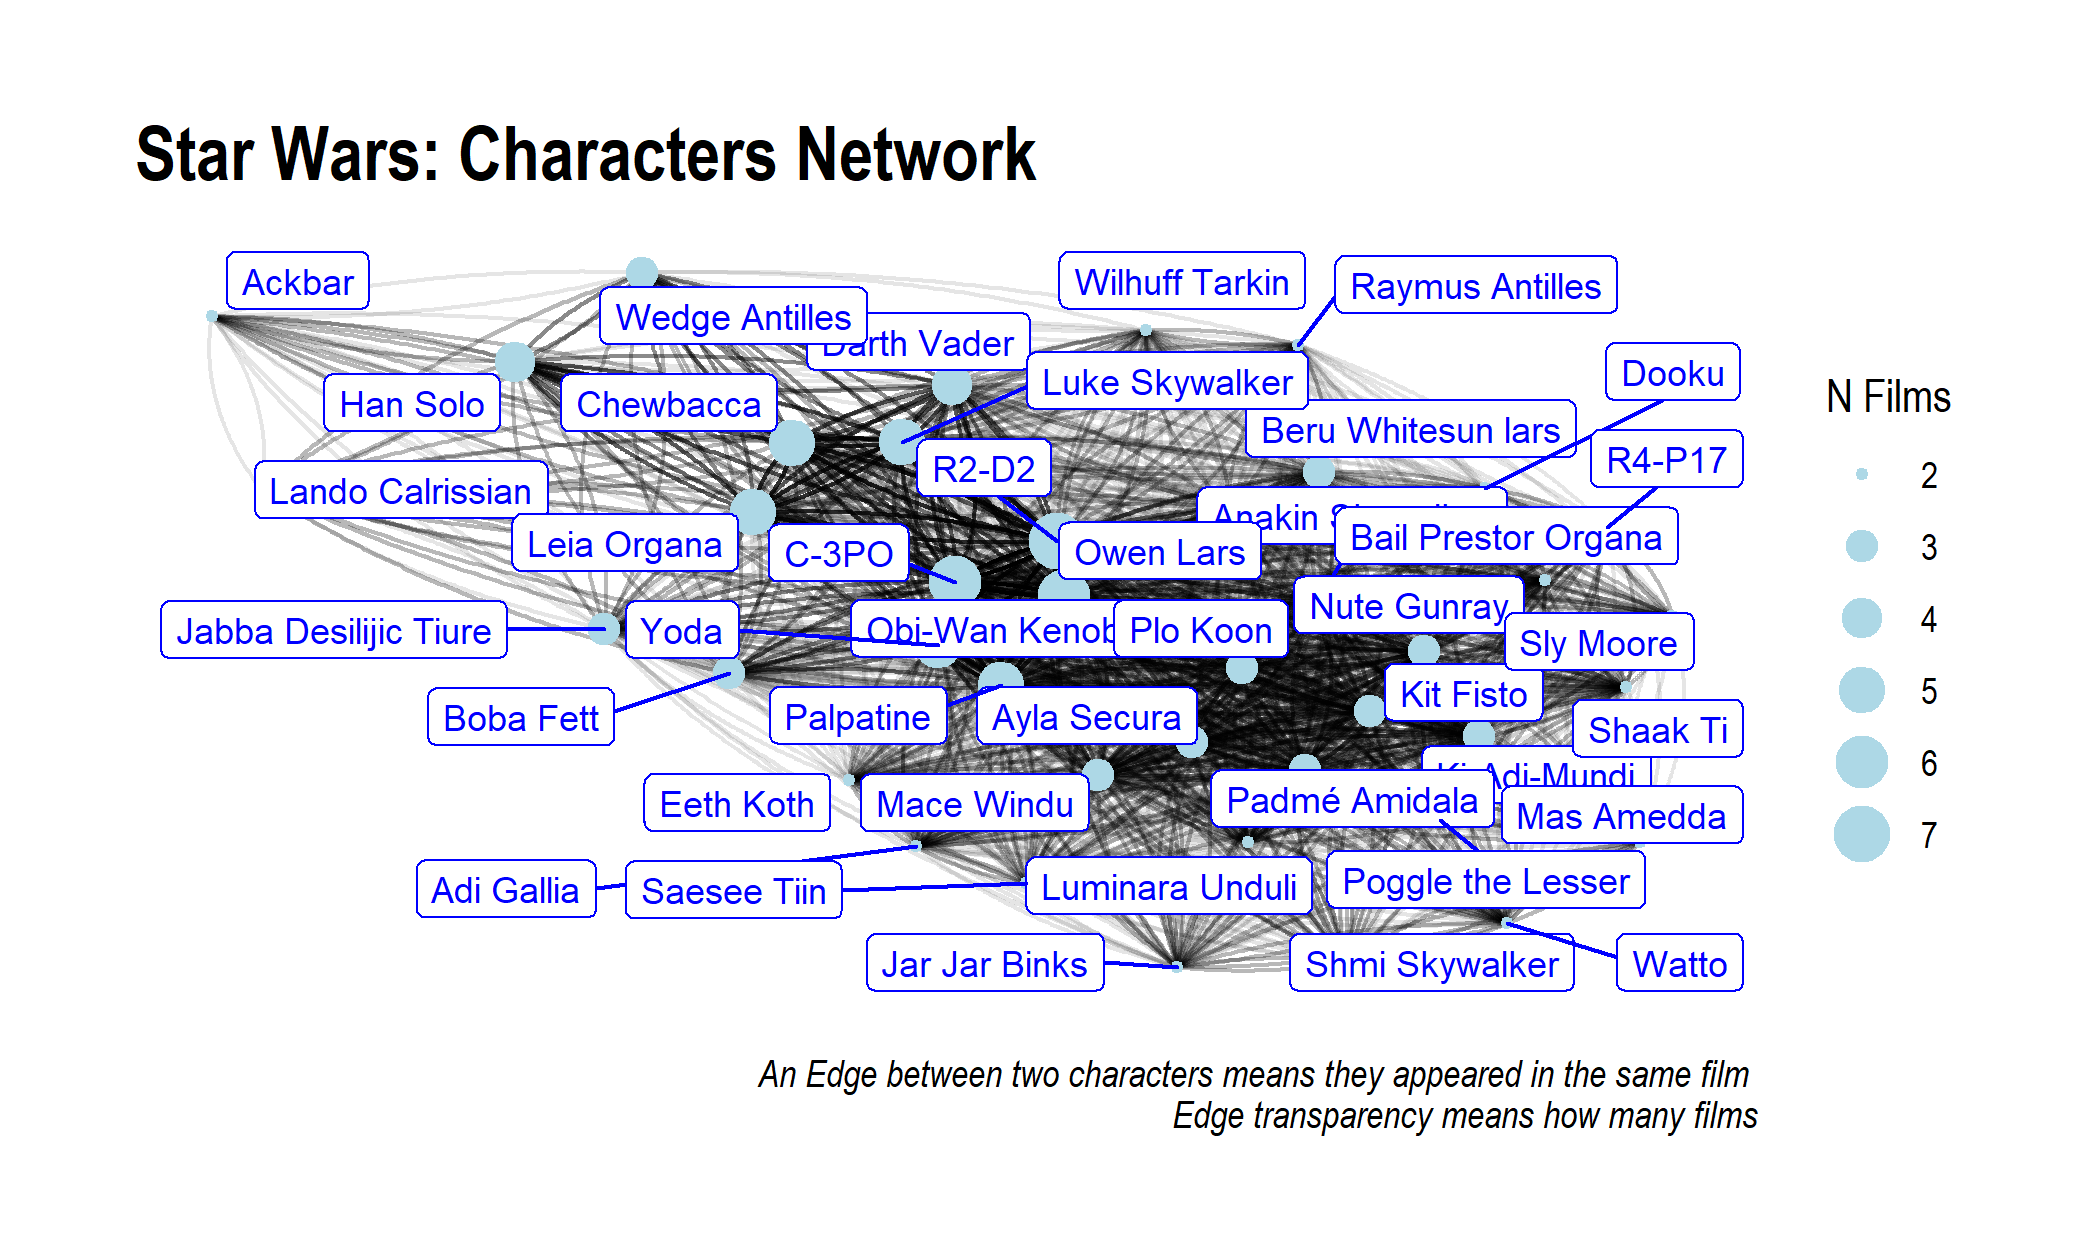 Star Wars: Characters Network
Ackbar
Wilhuff Tarkin
Raymus Antilles
Wedge Antilles
Darth Vader
Dooku
Luke Skywalker
N Films
Han Solo
Chewbacca
Beru Whitesun lars
R4-P17
R2-D2
2
Lando Calrissian
Anakin
Leia Organa
C-3PO
Owen Lars
Bail Prestor Organa
3
Nute Gunray
4
Jabba Desilijic Tiure
Yoda
Obi-Wan Kenob
Plo Koon
Sly Moore
Kit Fisto
5
Boba Fett
Palpatine
Ayla Secura
Shaak Ti
6
Ki-Adi-Mundi
Eeth Koth
Mace Windu
Padmé Amidala
Mas Amedda
7
Adi Gallia
Saesee Tiin
Luminara Unduli
Poggle the Lesser
Jar Jar Binks
Shmi Skywalker
Watto
An Edge between two characters means they appeared in the same film
Edge transparency means how many films